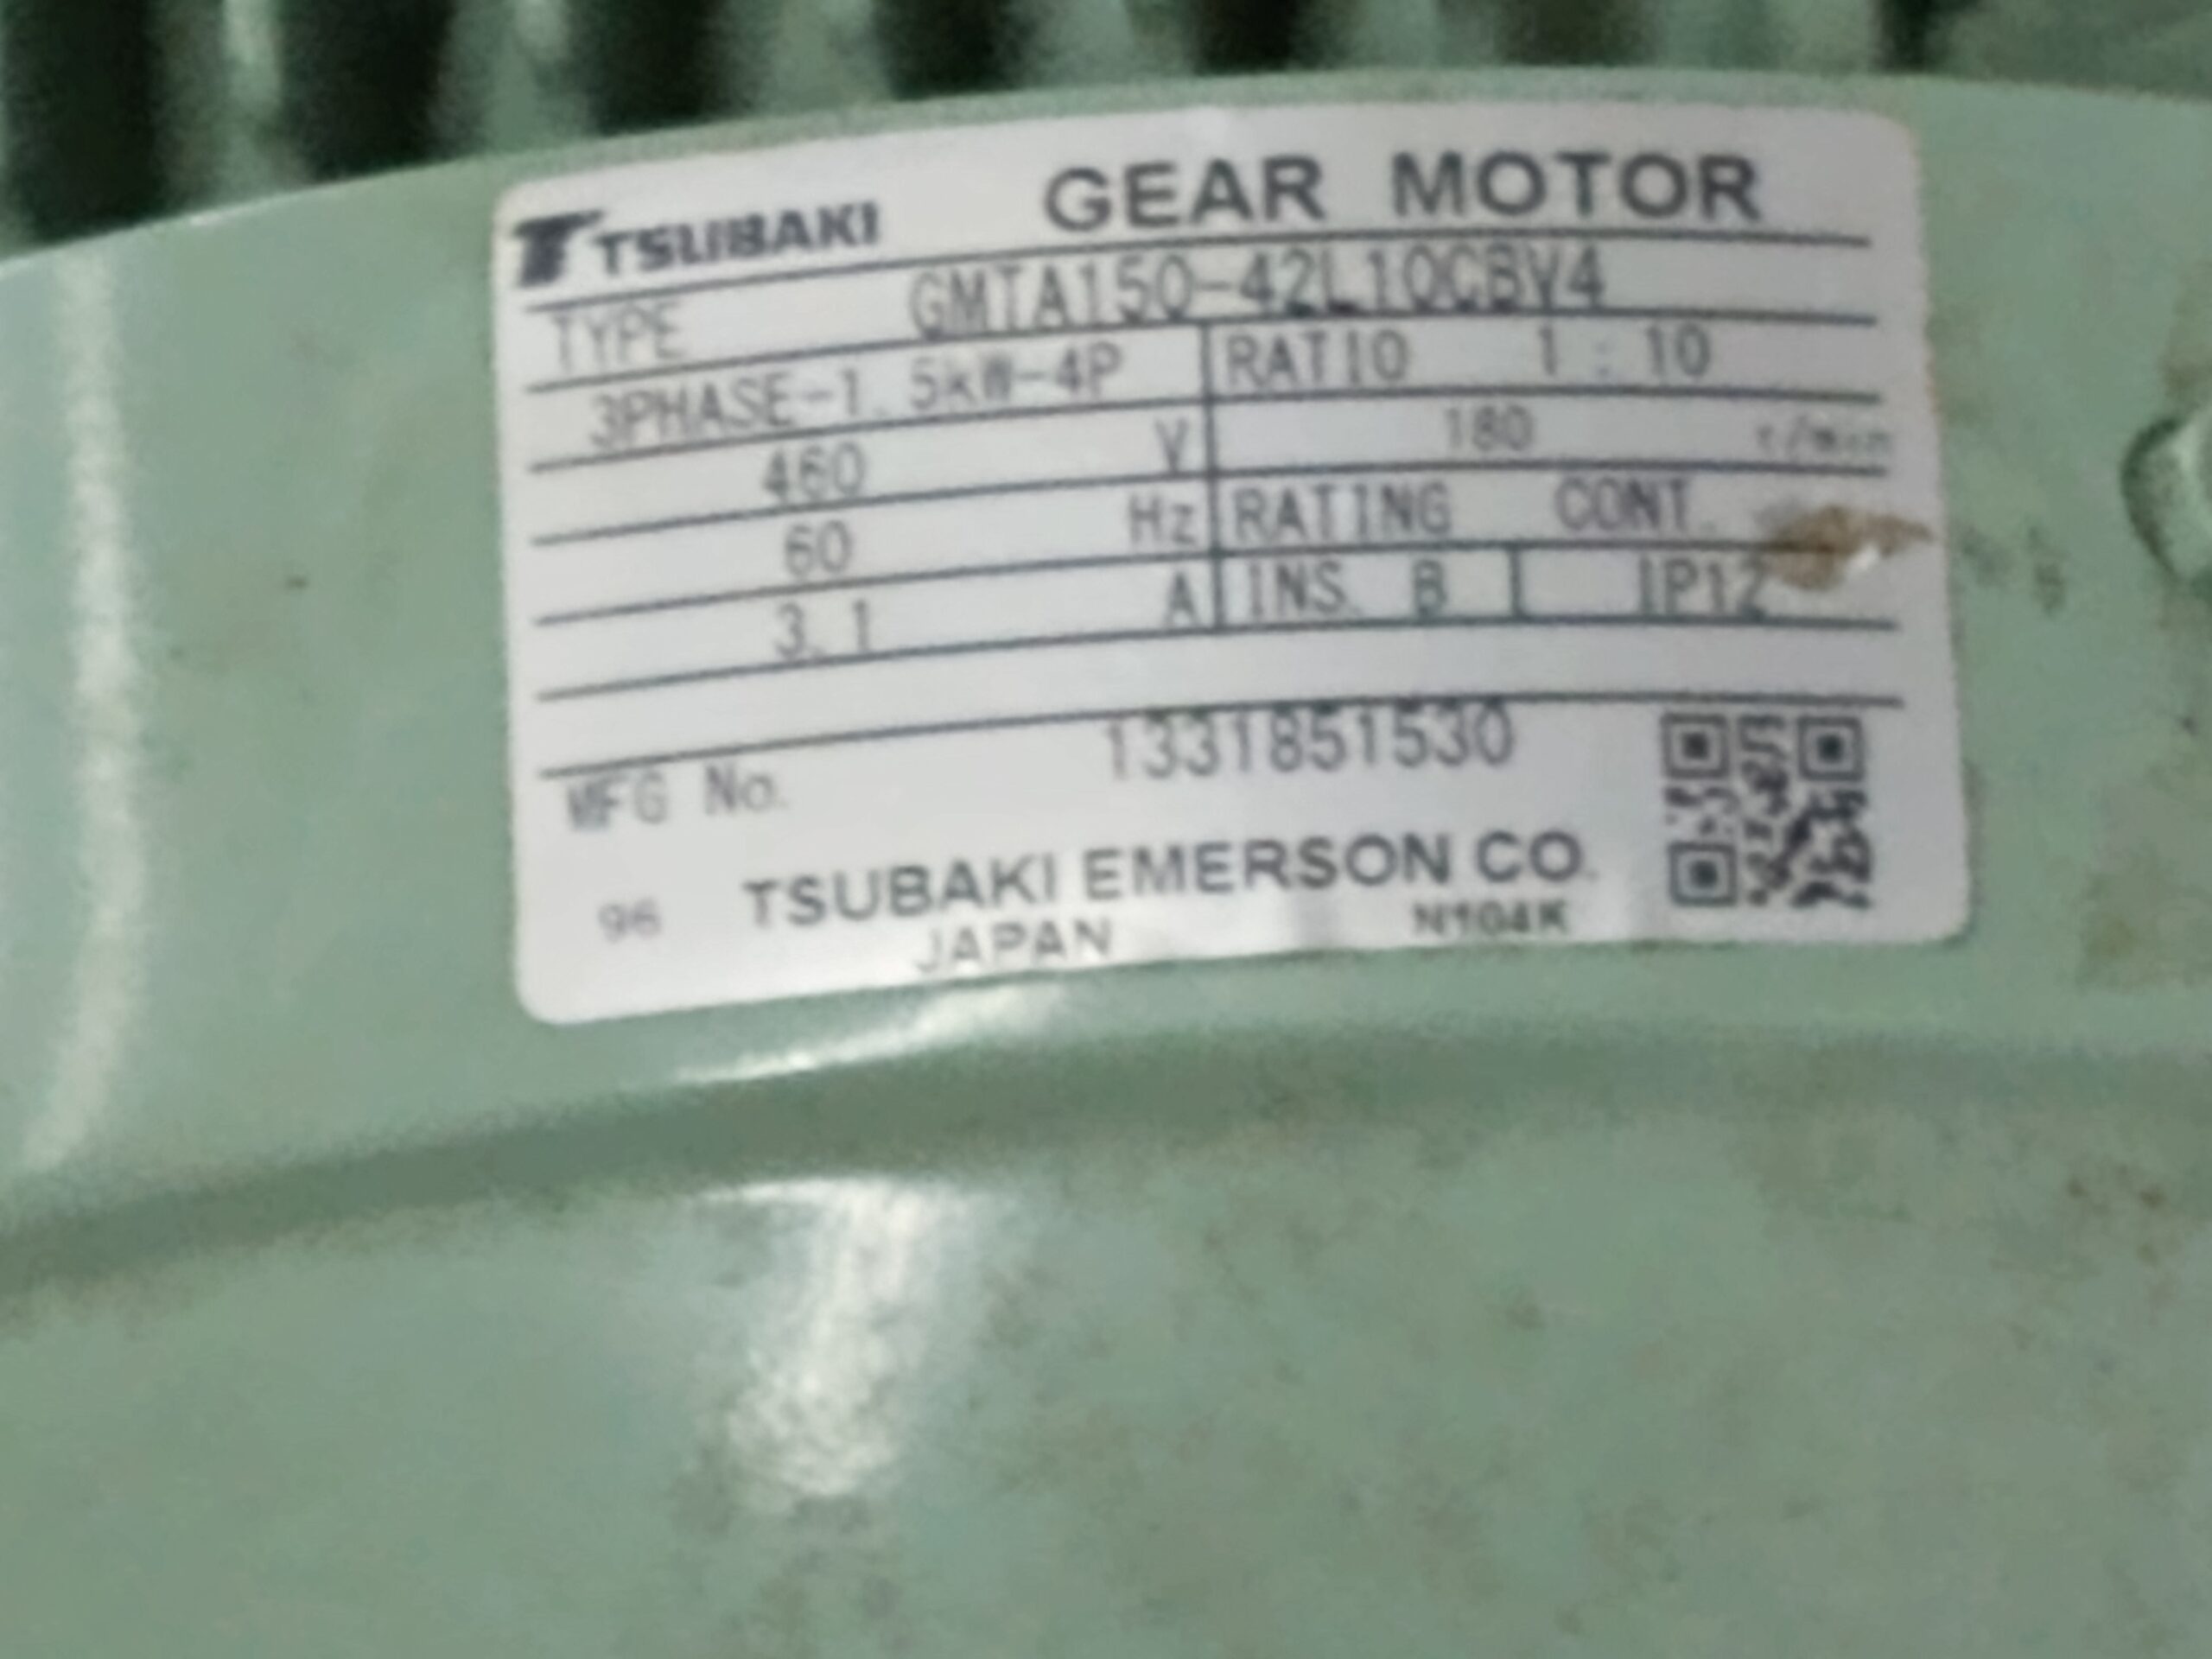 TSUBAKI GEAR MOTOR
TYPE GMTA150-42L10CBV4
3PHASE-1.5kW-4P RATIO 1:10
460 V 180 r/min
60 Hz RATING CONT.
3.1 A INS. B IP12
MFG No. 1331851530
96 TSUBAKI EMERSON CO.
JAPAN N104K